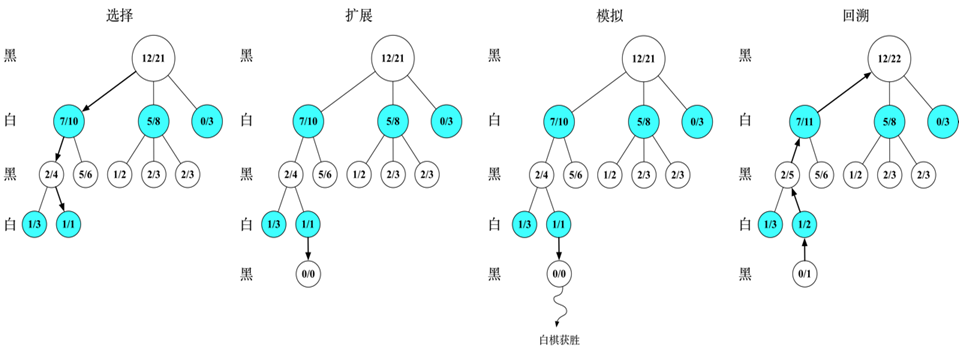 选择 扩展 模拟 回溯
黑 12/21 黑 12/21 黑 12/21 黑 12/22
白 7/10 5/8 0/3 白 7/10 5/8 0/3 白 7/10 5/8 0/3 白 7/11 5/8 0/3
黑 2/4 5/6 1/2 2/3 2/3 黑 2/4 5/6 1/2 2/3 2/3 黑 2/4 5/6 1/2 2/3 2/3 黑 2/5 5/6 1/2 2/3 2/3
白 1/3 1/1 白 1/3 1/1 白 1/3 1/1 白 1/3 1/2
黑 0/0 黑 0/0 黑 0/1
白棋获胜